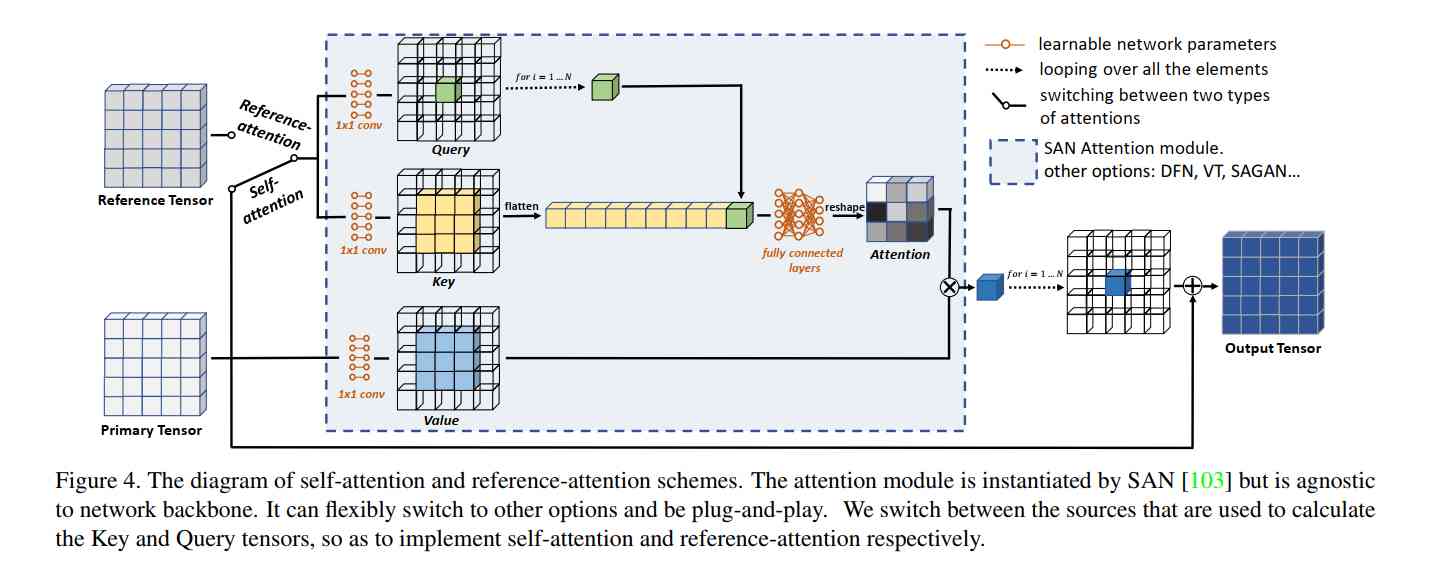 Reference-
attention
Self-
attention
Reference Tensor
Primary Tensor
1x1 conv
Query
for i = 1 ... N
1x1 conv
Key
flatten
fully connected
layers
reshape
Attention
1x1 conv
Value
for i = 1 ... N
Output Tensor
learnable network parameters
looping over all the elements
switching between two types
of attentions
SAN Attention module.
other options: DFN, VT, SAGAN...
Figure 4. The diagram of self-attention and reference-attention schemes. The attention module is instantiated by SAN [103] but is agnostic
to network backbone. It can flexibly switch to other options and be plug-and-play. We switch between the sources that are used to calculate
the Key and Query tensors, so as to implement self-attention and reference-attention respectively.